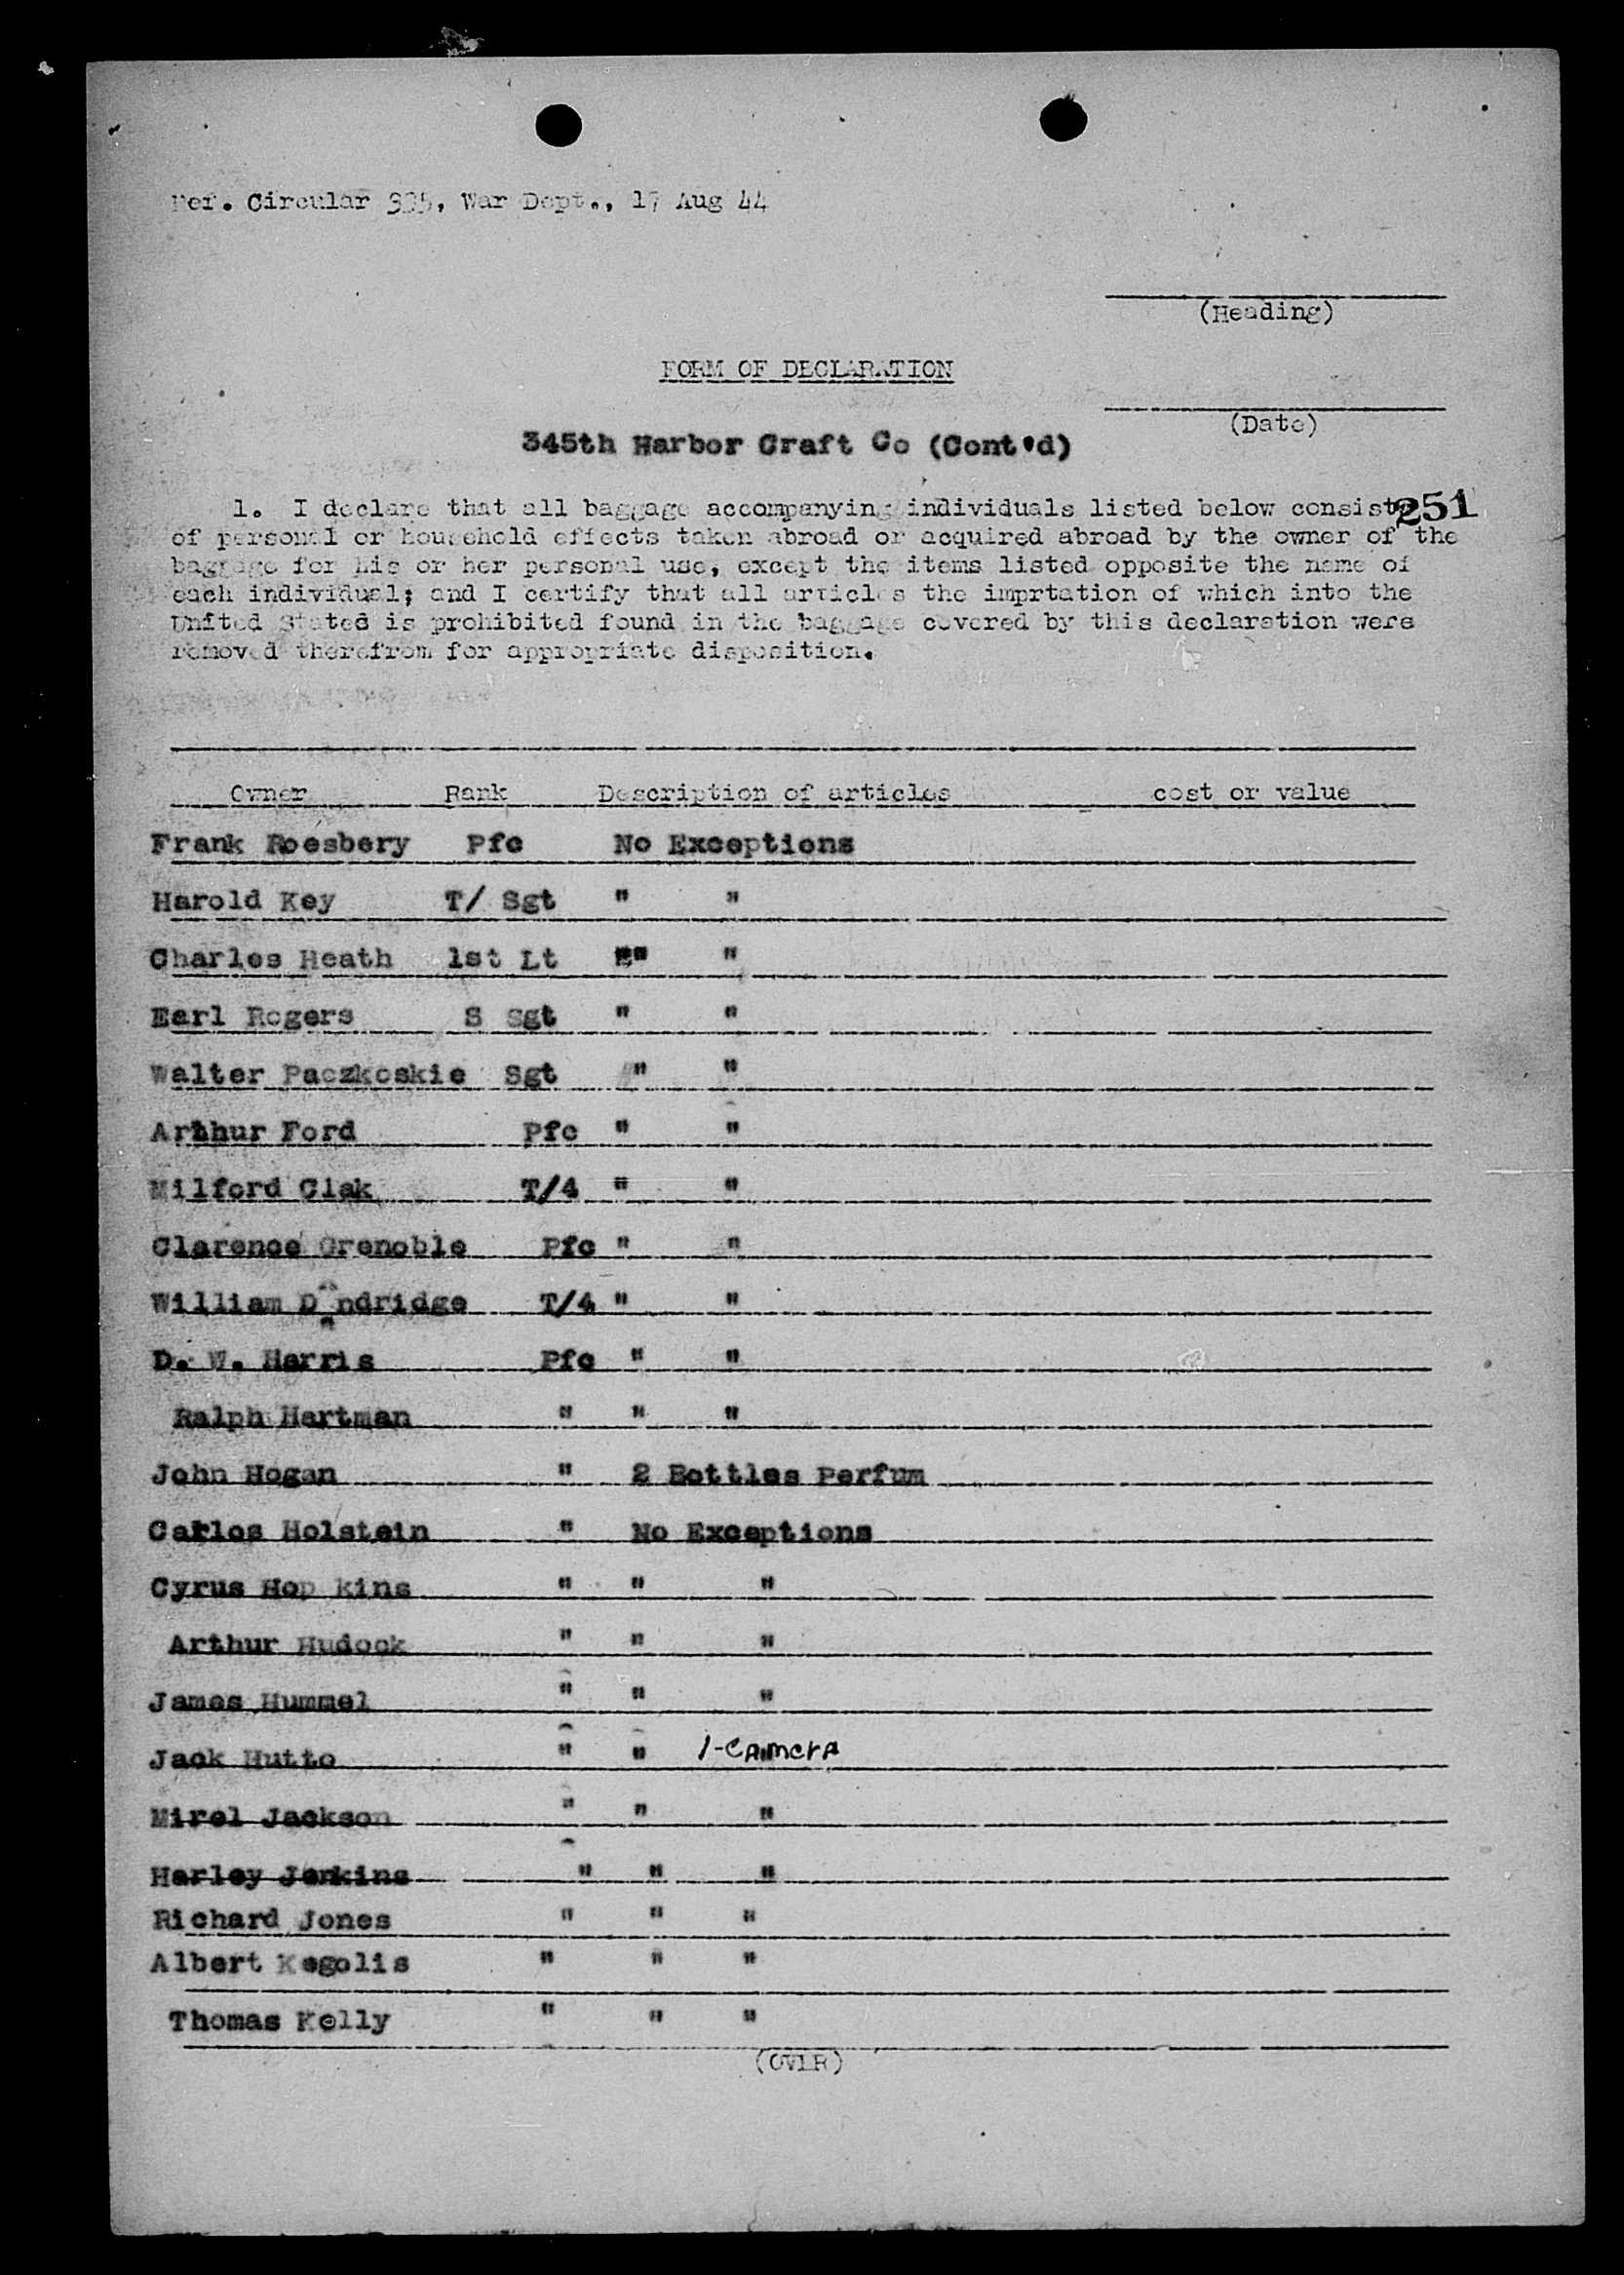 Ref. Circular 335, War Dept., 17 Aug 44
(Heading)
FORM OF DECLARATION
(Date)
345th Harbor Craft Co (Cont'd)
251
1. I declare that all baggage accompanying individuals listed below consists
of personal or household effects taken abroad or acquired abroad by the owner of the
baggage for his or her personal use, except the items listed opposite the name of
each individual; and I certify that all articles the imprtation of which into the
United States is prohibited found in the baggage covered by this declaration were
removed therefrom for appropriate disposition.
Owner Rank Description of articles cost or value
Frank Roesbery Pfc No Exceptions
Harold Key T/ Sgt " "
Charles Heath 1st Lt " "
Earl Rogers S Sgt " "
Walter Paczkoskie Sgt " "
Arthur Ford Pfc " "
Milford Clak T/4 " "
Clarence Grenoble Pfc " "
William Dandridge T/4 " "
D. W. Harris Pfc " "
Ralph Hartman " " "
John Hogan " 2 Bottles Perfum
Carlos Holstein " No Exceptions
Cyrus Hop kins " " "
Arthur Hudock " " "
James Hummel " " "
Jack Hutto " " 1-CAmerA
Mirel Jackson " " "
Harley Jenkins " " "
Richard Jones " " "
Albert Kegolis " " "
Thomas Kelly " " "
(OVER)